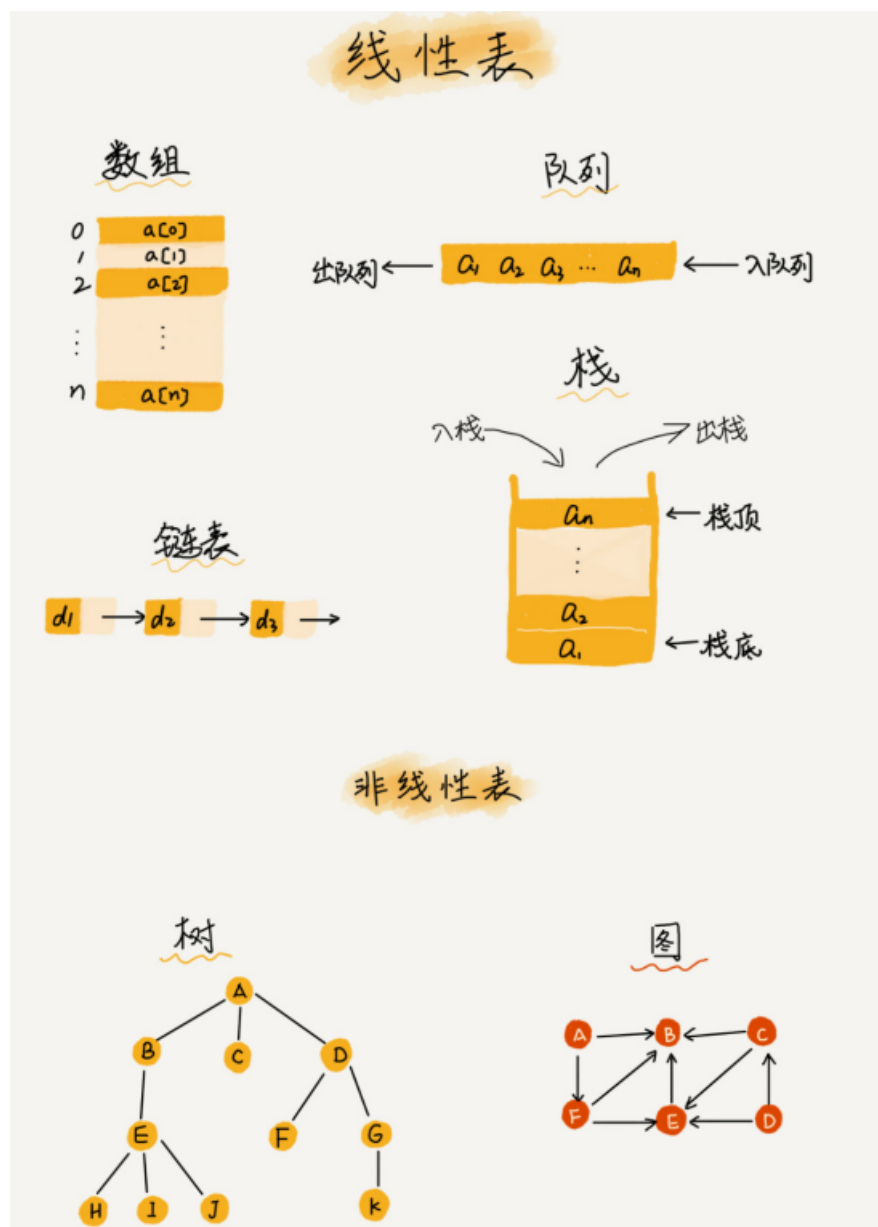 线性表
数组
0 a[0]
1 a[1]
2 a[2]
⋮ ⋮
n a[n]
队列
出队列 a₁ a₂ a₃ … aₙ 入队列
栈
入栈 出栈
aₙ 栈顶
⋮
a₂
a₁ 栈底
链表
d₁ d₂ d₃
非线性表
树
A
B C D
E F G
H I J K
图
A B C
F E D